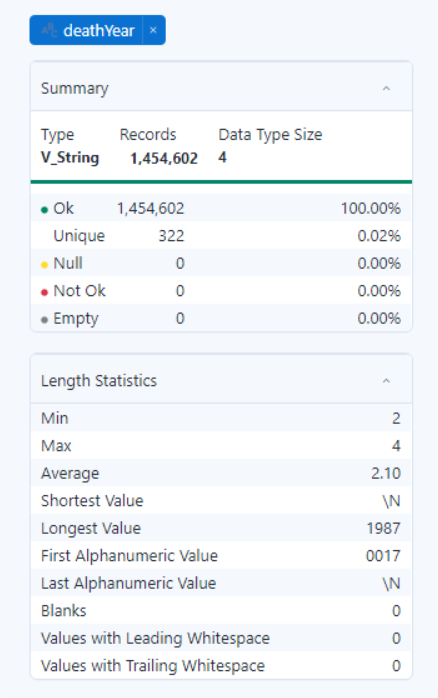 deathYear ×
Summary
Type Records Data Type Size
V_String 1,454,602 4
Ok 1,454,602 100.00%
Unique 322 0.02%
Null 0 0.00%
Not Ok 0 0.00%
Empty 0 0.00%
Length Statistics
Min 2
Max 4
Average 2.10
Shortest Value \N
Longest Value 1987
First Alphanumeric Value 0017
Last Alphanumeric Value \N
Blanks 0
Values with Leading Whitespace 0
Values with Trailing Whitespace 0